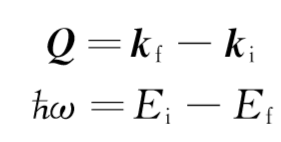 Q = k_f − k_i
ħω = E_i − E_f